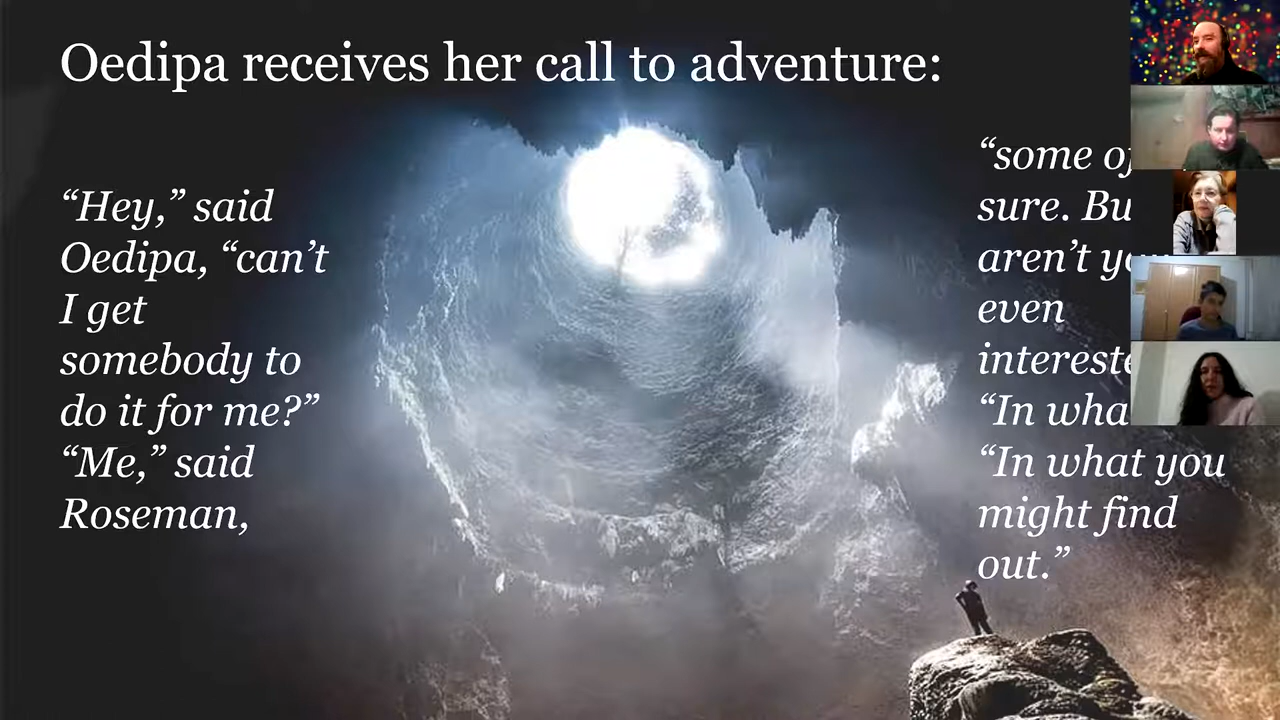 Oedipa receives her call to adventure:
“Hey,” said
Oedipa, “can’t
I get
somebody to
do it for me?”
“Me,” said
Roseman,
“some
sure.
aren’t
even
“In
“In what you
might find
out.”